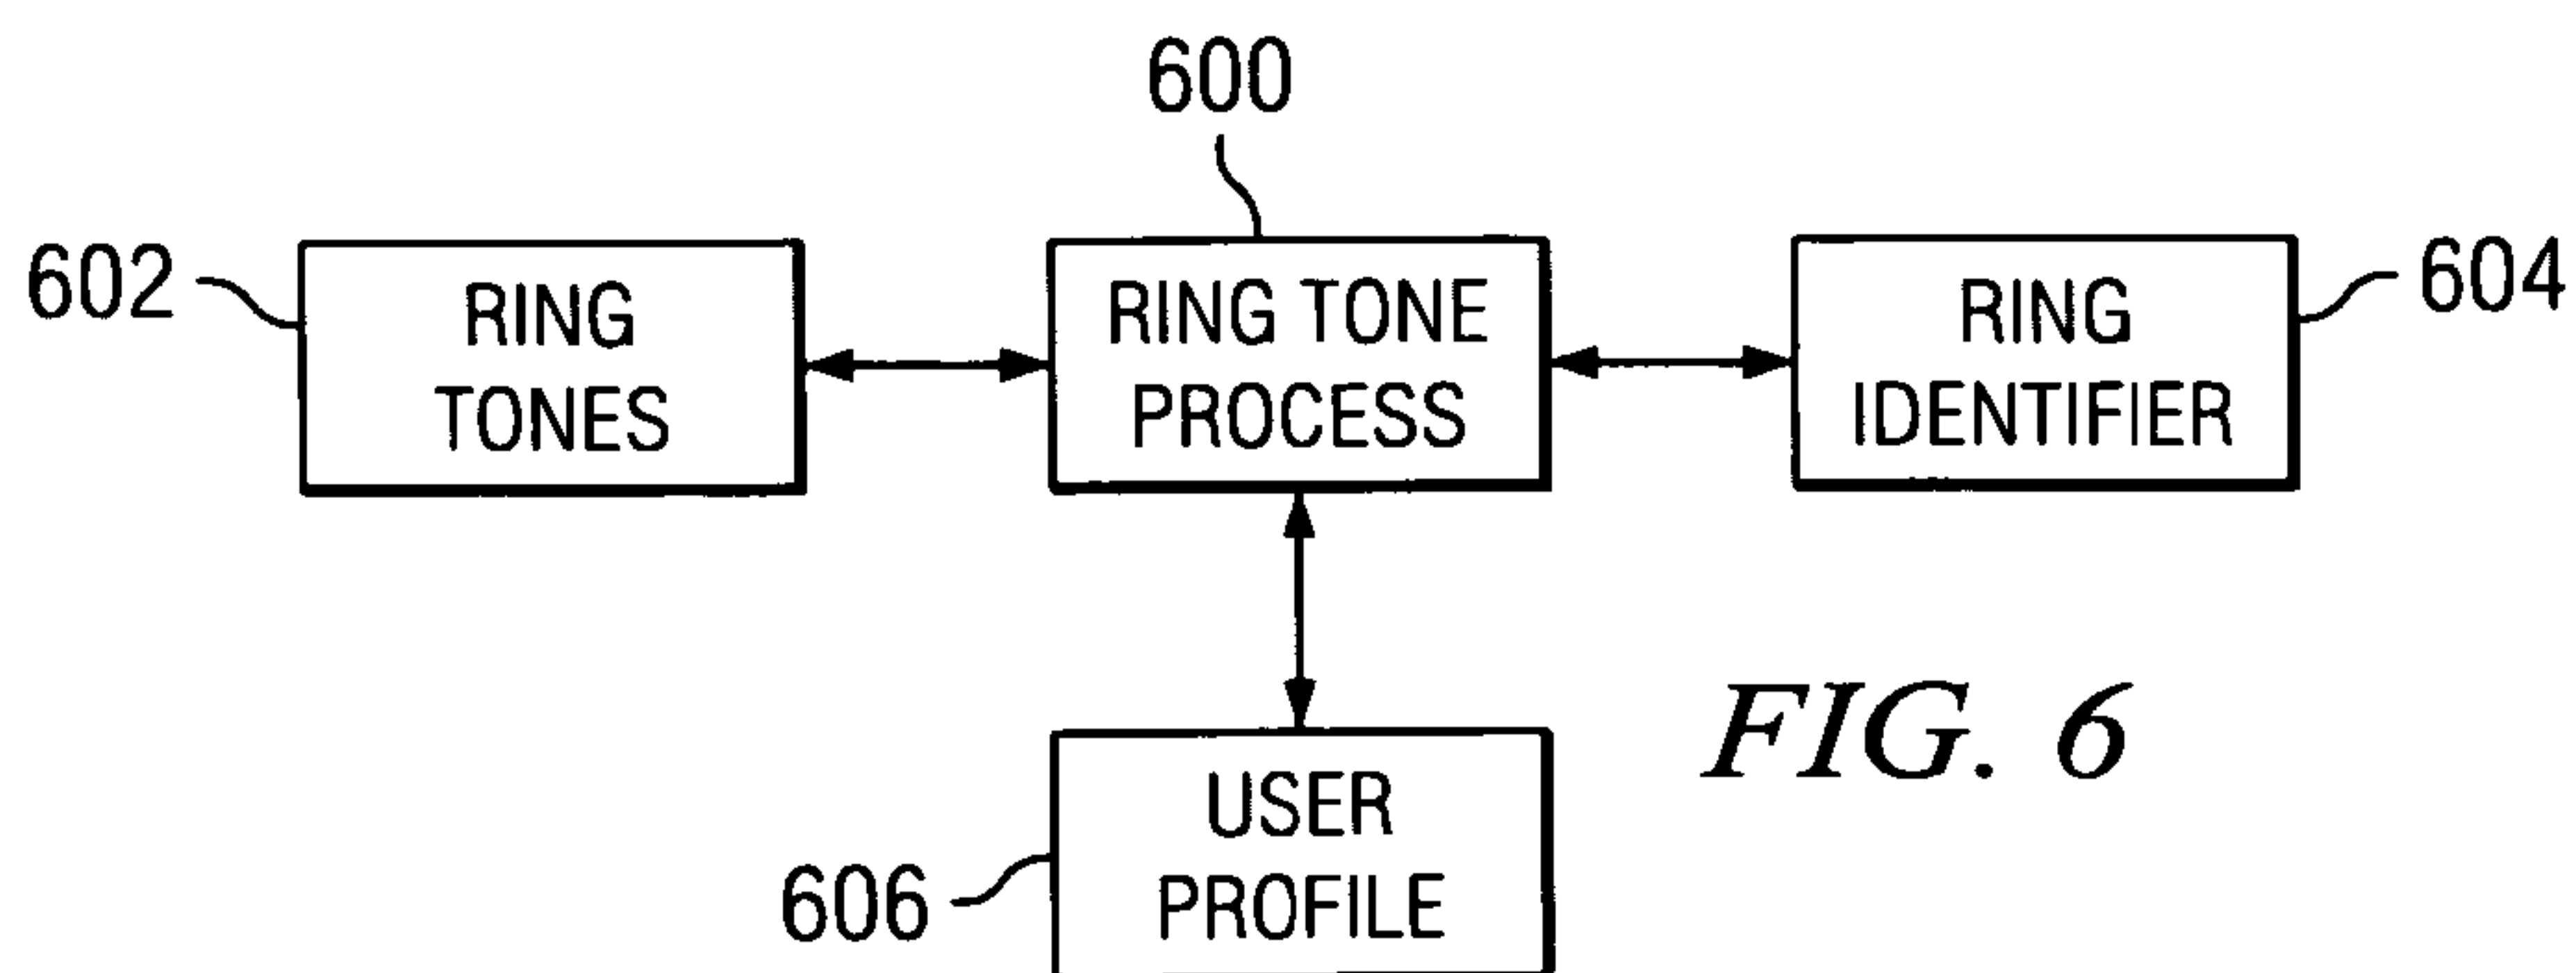 600
602
RING
TONES
RING TONE
PROCESS
RING
IDENTIFIER
604
USER
PROFILE
606
FIG. 6